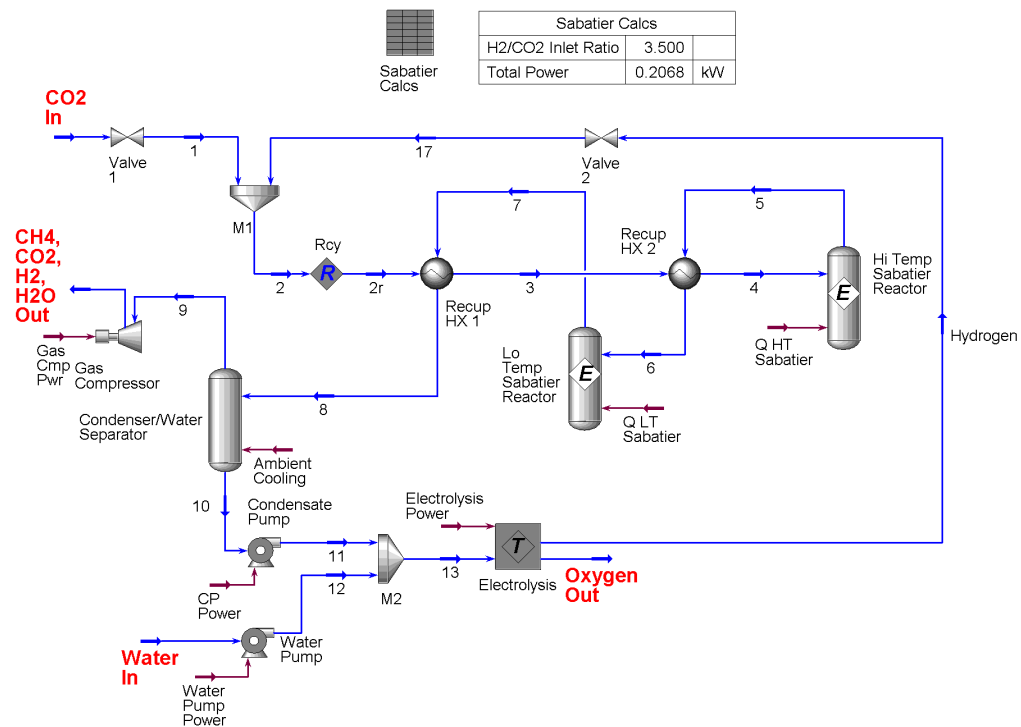 Sabatier Calcs
H2/CO2 Inlet Ratio 3.500
Total Power 0.2068 kW
Sabatier
Calcs
CO2
In
Valve
1
1
17
Valve
2
M1
7
5
CH4,
CO2,
H2,
H2O
Out
Rcy
R
2
2r
Recup
HX 1
3
Recup
HX 2
4
Hi Temp
Sabatier
Reactor
E
9
Gas
Cmp
Pwr
Gas
Compressor
Q HT
Sabatier
Hydrogen
Lo
Temp
Sabatier
Reactor
E
6
8
Q LT
Sabatier
Condenser/Water
Separator
Ambient
Cooling
10
Condensate
Pump
Electrolysis
Power
11
12
13
T
M2
Electrolysis
Oxygen
Out
CP
Power
Water
In
Water
Pump
Water
Pump
Power